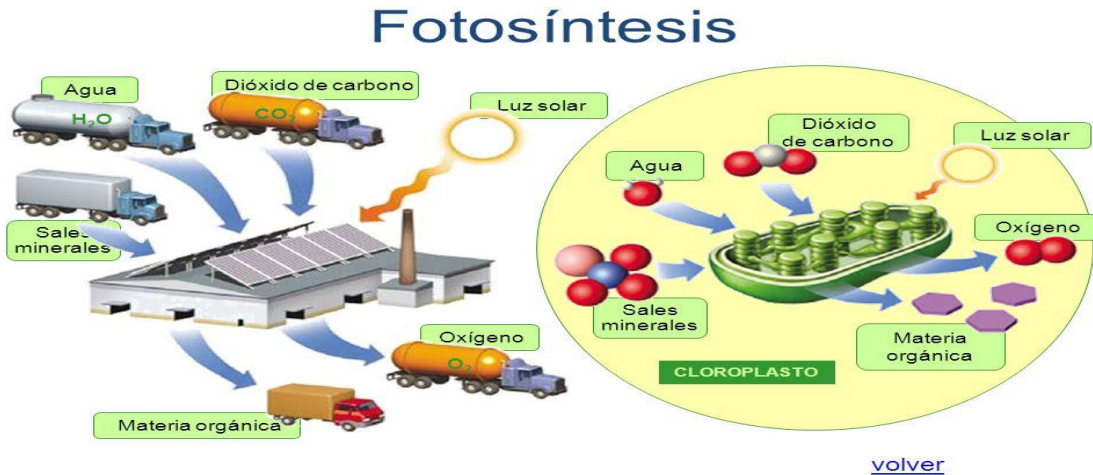 Fotosíntesis
Agua
H₂O
Dióxido de carbono
CO₂
Luz solar
Sales
minerales
Oxígeno
O₂
Materia orgánica
Dióxido
de carbono
Luz solar
Agua
Oxígeno
Sales
minerales
Materia
orgánica
CLOROPLASTO
volver